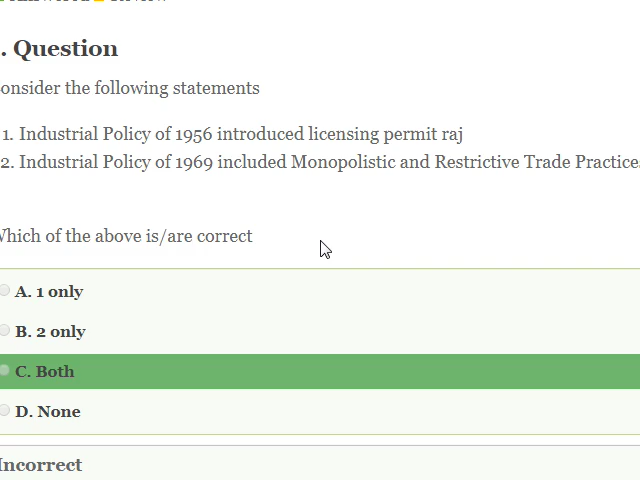 . Question
onsider the following statements
1. Industrial Policy of 1956 introduced licensing permit raj
2. Industrial Policy of 1969 included Monopolistic and Restrictive Trade Practice
Which of the above is/are correct
A. 1 only
B. 2 only
C. Both
D. None
Incorrect